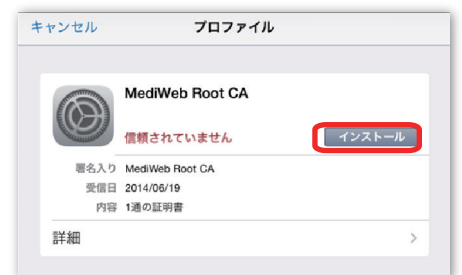 キャンセル プロファイル
MediWeb Root CA
信頼されていません インストール
署名入り MediWeb Root CA
受信日 2014/06/19
内容 1通の証明書
詳細